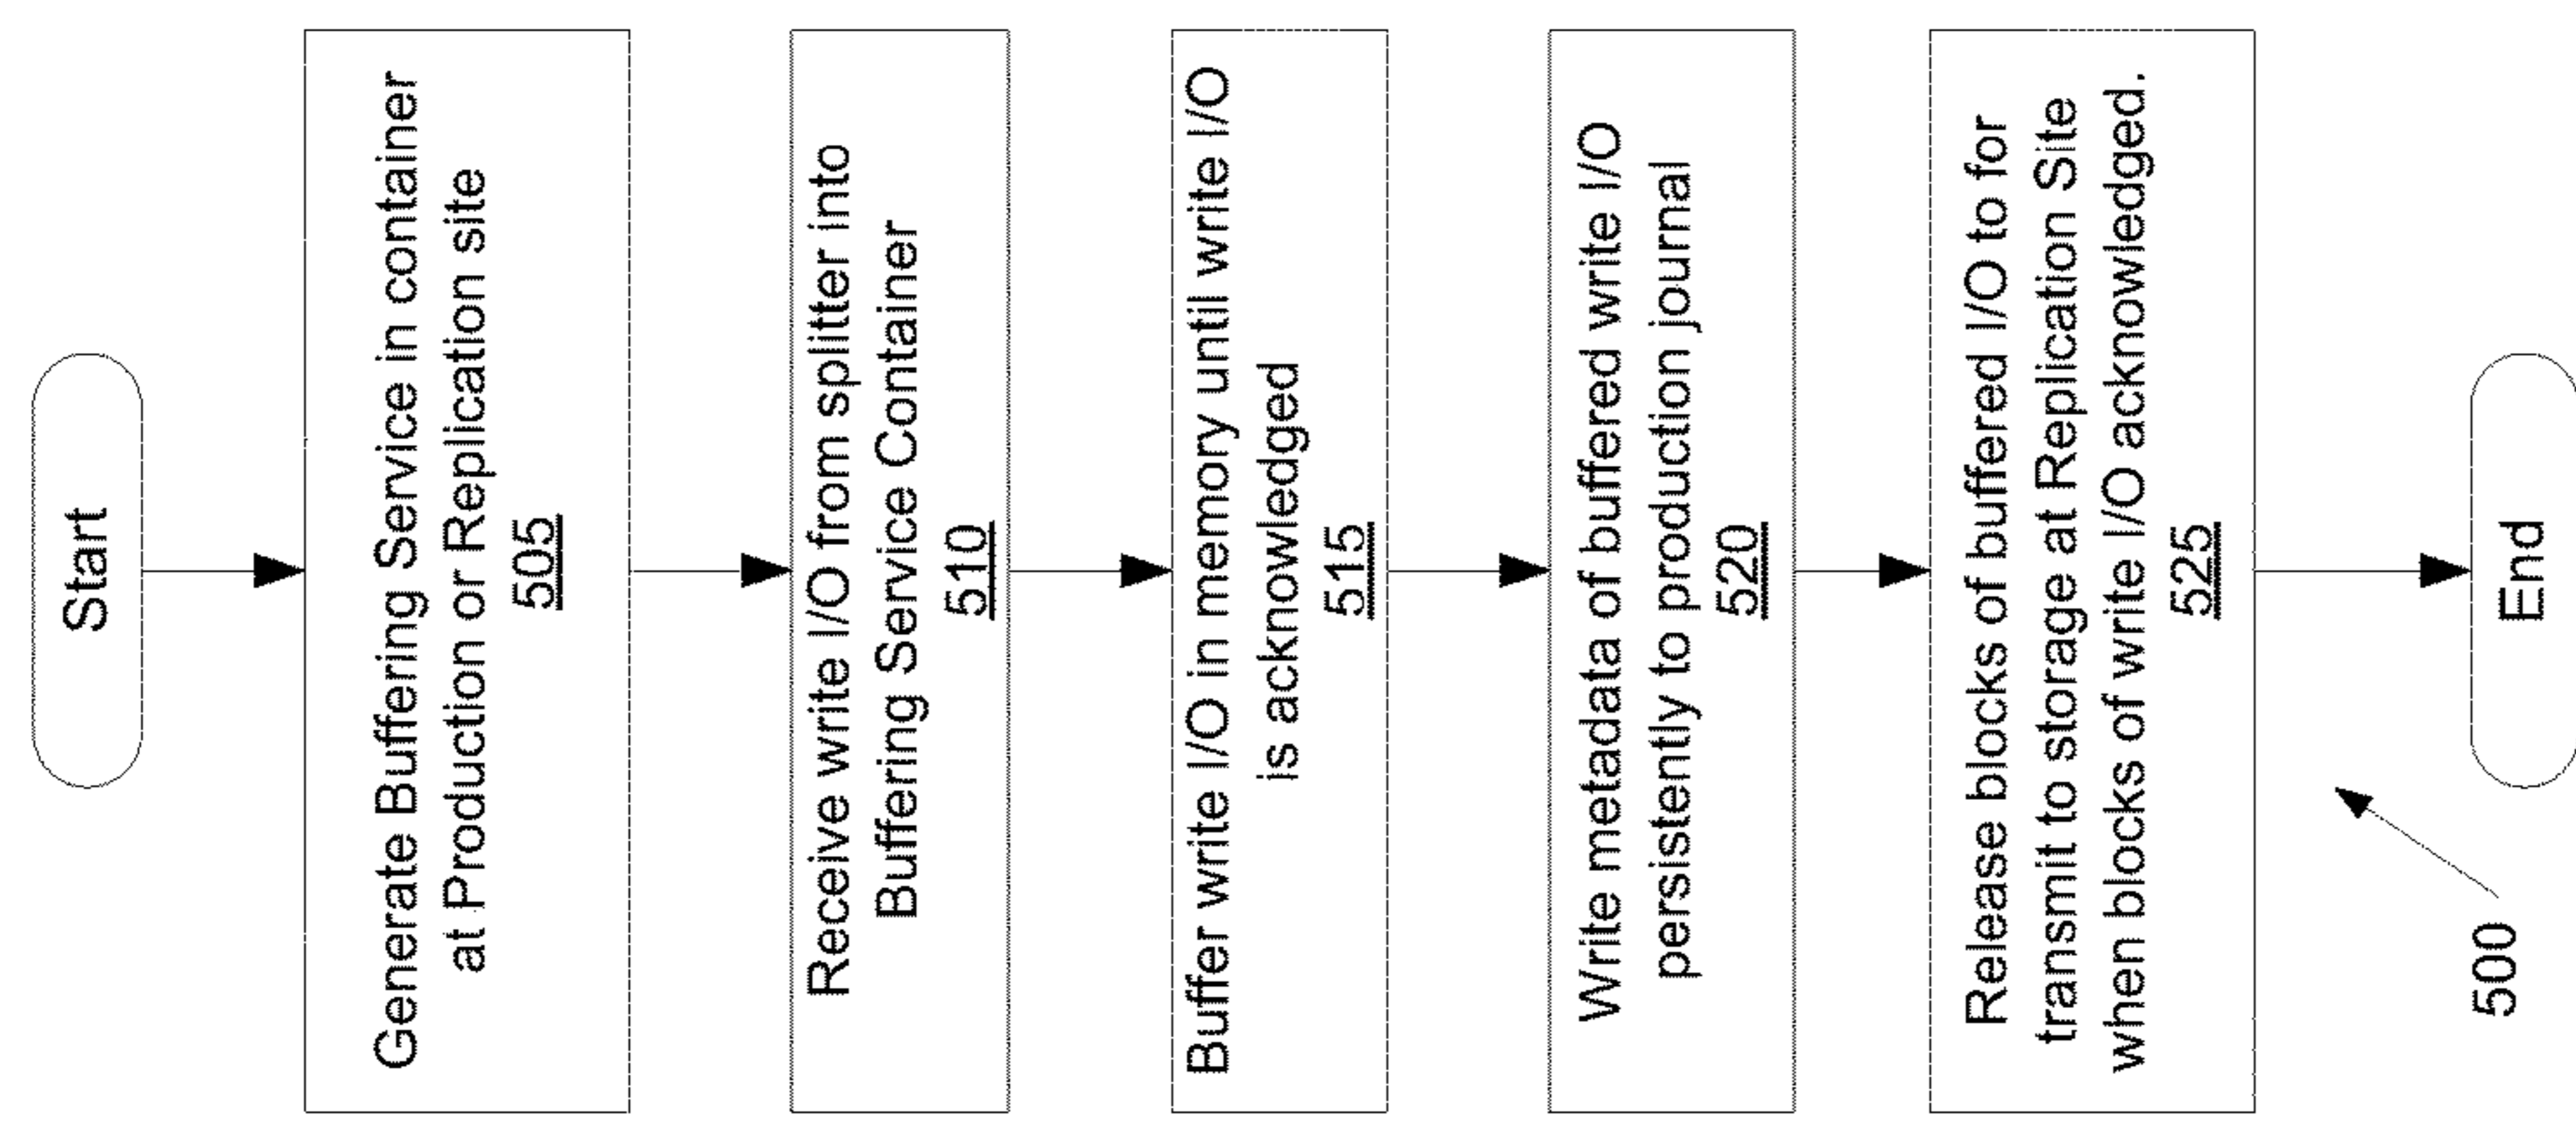 Start
Generate Buffering Service in container
at Production or Replication site
505
Receive write I/O from splitter into
Buffering Service Container
510
Buffer write I/O in memory until write I/O
is acknowledged
515
Write metadata of buffered write I/O
persistently to production journal
520
Release blocks of buffered I/O to for
transmit to storage at Replication Site
when blocks of write I/O acknowledged.
525
End
500